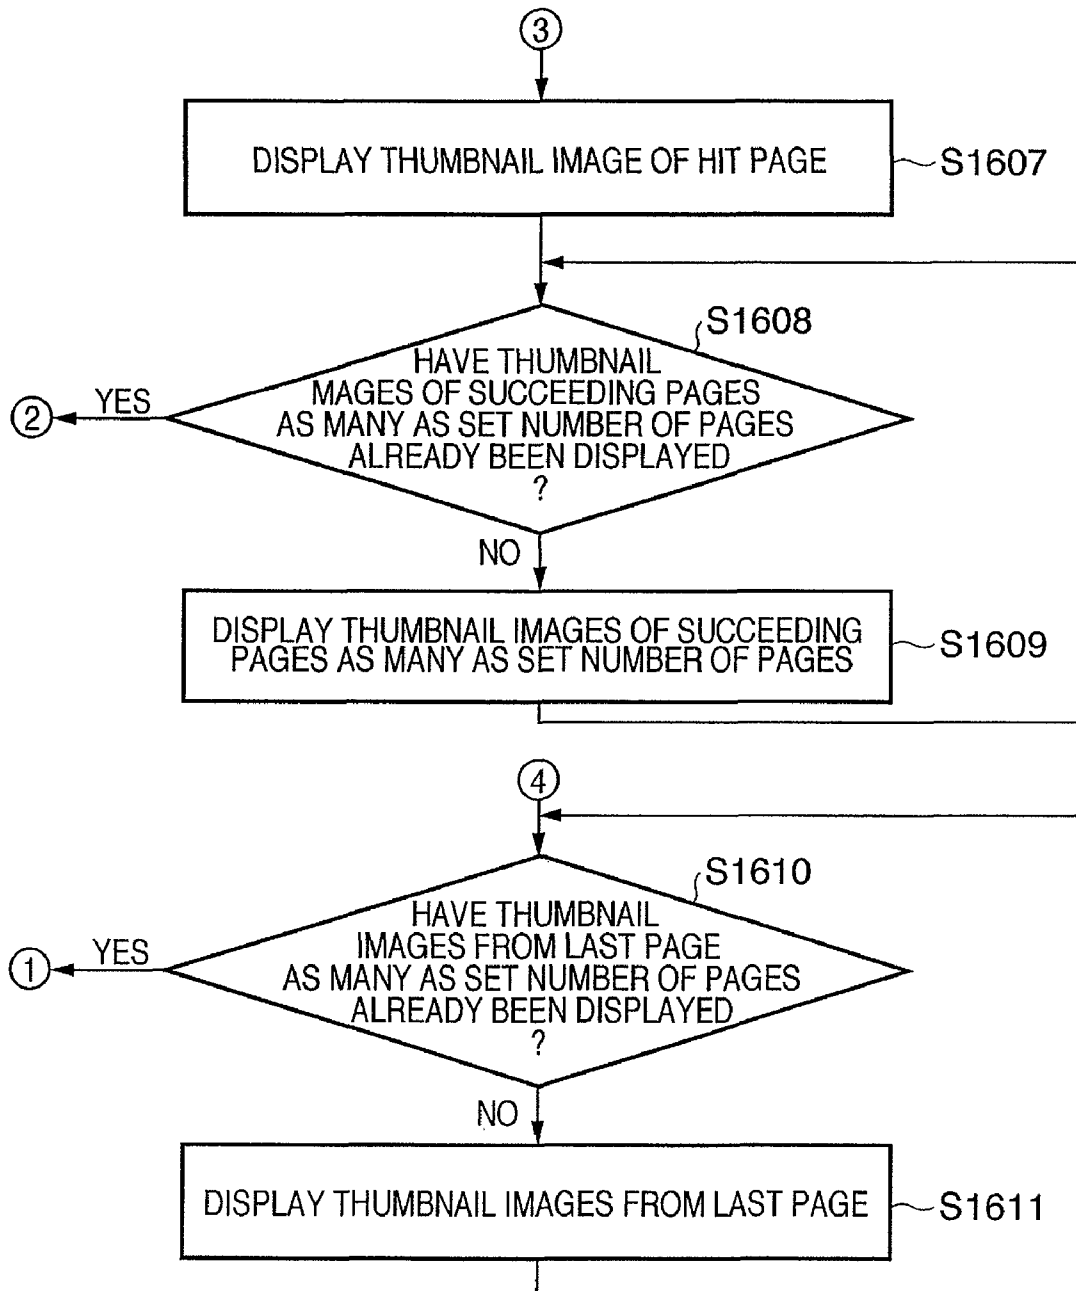 3
DISPLAY THUMBNAIL IMAGE OF HIT PAGE
S1607
S1608
HAVE THUMBNAIL
MAGES OF SUCCEEDING PAGES
AS MANY AS SET NUMBER OF PAGES
ALREADY BEEN DISPLAYED
?
2
YES
NO
DISPLAY THUMBNAIL IMAGES OF SUCCEEDING
PAGES AS MANY AS SET NUMBER OF PAGES
S1609
4
S1610
HAVE THUMBNAIL
IMAGES FROM LAST PAGE
AS MANY AS SET NUMBER OF PAGES
ALREADY BEEN DISPLAYED
?
1
YES
NO
DISPLAY THUMBNAIL IMAGES FROM LAST PAGE
S1611